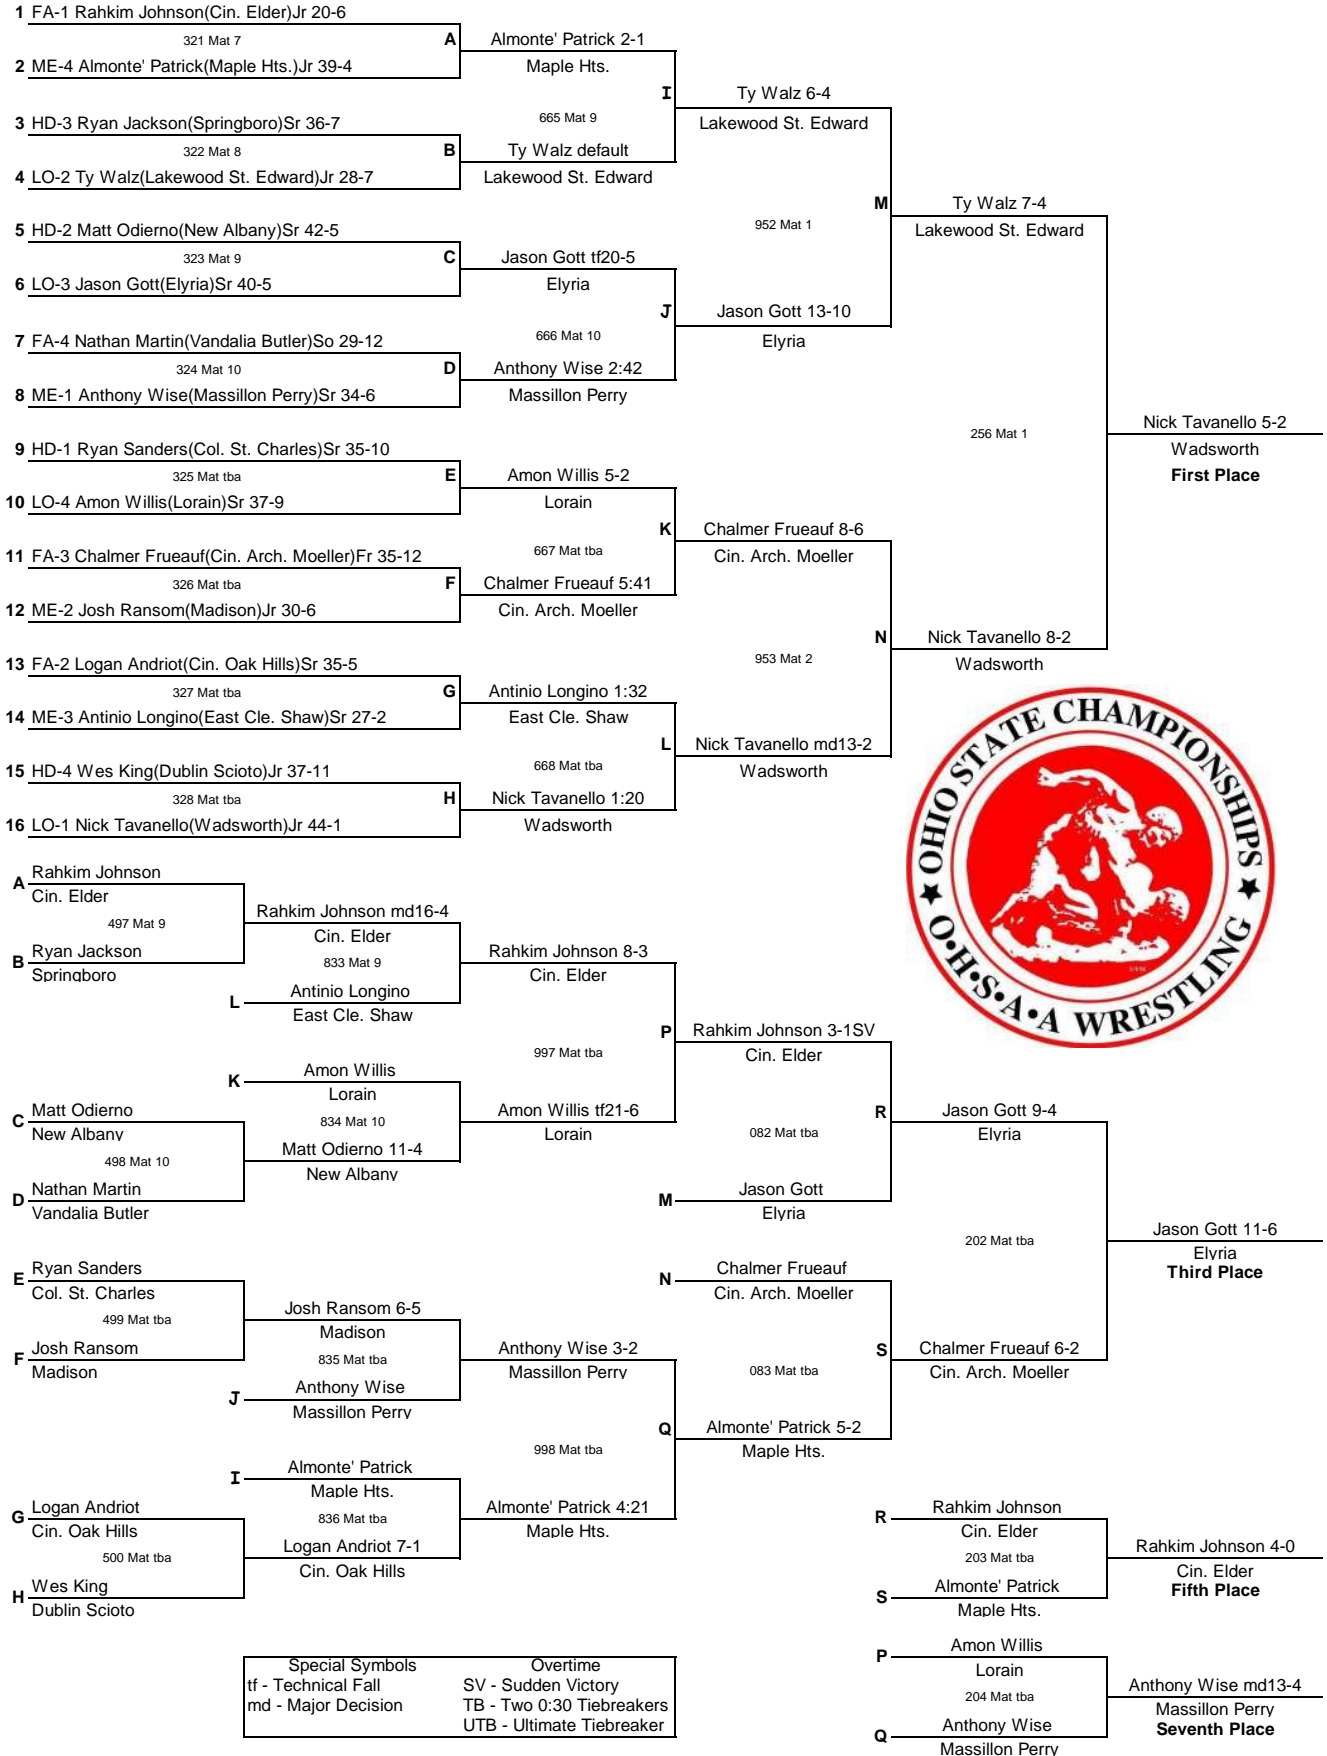 1 FA-1 Rahkim Johnson(Cin. Elder)Jr 20-6
321 Mat 7
A
2 ME-4 Almonte' Patrick(Maple Hts.)Jr 39-4
Almonte' Patrick 2-1
Maple Hts.
3 HD-3 Ryan Jackson(Springboro)Sr 36-7
322 Mat 8
B
4 LO-2 Ty Walz(Lakewood St. Edward)Jr 28-7
Ty Walz default
Lakewood St. Edward
I
665 Mat 9
Ty Walz 6-4
Lakewood St. Edward
5 HD-2 Matt Odierno(New Albany)Sr 42-5
323 Mat 9
C
6 LO-3 Jason Gott(Elyria)Sr 40-5
Jason Gott tf20-5
Elyria
7 FA-4 Nathan Martin(Vandalia Butler)So 29-12
324 Mat 10
D
8 ME-1 Anthony Wise(Massillon Perry)Sr 34-6
Anthony Wise 2:42
Massillon Perry
J
666 Mat 10
Jason Gott 13-10
Elyria
M
952 Mat 1
Ty Walz 7-4
Lakewood St. Edward
9 HD-1 Ryan Sanders(Col. St. Charles)Sr 35-10
325 Mat tba
E
10 LO-4 Amon Willis(Lorain)Sr 37-9
Amon Willis 5-2
Lorain
11 FA-3 Chalmer Frueauf(Cin. Arch. Moeller)Fr 35-12
326 Mat tba
F
12 ME-2 Josh Ransom(Madison)Jr 30-6
Chalmer Frueauf 5:41
Cin. Arch. Moeller
K
667 Mat tba
Chalmer Frueauf 8-6
Cin. Arch. Moeller
13 FA-2 Logan Andriot(Cin. Oak Hills)Sr 35-5
327 Mat tba
G
14 ME-3 Antinio Longino(East Cle. Shaw)Sr 27-2
Antinio Longino 1:32
East Cle. Shaw
15 HD-4 Wes King(Dublin Scioto)Jr 37-11
328 Mat tba
H
16 LO-1 Nick Tavanello(Wadsworth)Jr 44-1
Nick Tavanello 1:20
Wadsworth
L
668 Mat tba
Nick Tavanello md13-2
Wadsworth
N
953 Mat 2
Nick Tavanello 8-2
Wadsworth
256 Mat 1
Nick Tavanello 5-2
Wadsworth
First Place
OHIO STATE CHAMPIONSHIPS
O•H•S•A•A WRESTLING
A Rahkim Johnson
Cin. Elder
497 Mat 9
B Ryan Jackson
Springboro
Rahkim Johnson md16-4
Cin. Elder
833 Mat 9
L Antinio Longino
East Cle. Shaw
Rahkim Johnson 8-3
Cin. Elder
K Amon Willis
Lorain
834 Mat 10
C Matt Odierno
New Albany
498 Mat 10
D Nathan Martin
Vandalia Butler
Matt Odierno 11-4
New Albany
Amon Willis tf21-6
Lorain
997 Mat tba
P
Rahkim Johnson 3-1SV
Cin. Elder
082 Mat tba
M Jason Gott
Elyria
R
Jason Gott 9-4
Elyria
E Ryan Sanders
Col. St. Charles
499 Mat tba
F Josh Ransom
Madison
Josh Ransom 6-5
Madison
835 Mat tba
J Anthony Wise
Massillon Perry
Anthony Wise 3-2
Massillon Perry
I Almonte' Patrick
Maple Hts.
836 Mat tba
G Logan Andriot
Cin. Oak Hills
500 Mat tba
H Wes King
Dublin Scioto
Logan Andriot 7-1
Cin. Oak Hills
Almonte' Patrick 4:21
Maple Hts.
998 Mat tba
Q
Almonte' Patrick 5-2
Maple Hts.
N Chalmer Frueauf
Cin. Arch. Moeller
083 Mat tba
S
Chalmer Frueauf 6-2
Cin. Arch. Moeller
202 Mat tba
Jason Gott 11-6
Elyria
Third Place
R Rahkim Johnson
Cin. Elder
203 Mat tba
S Almonte' Patrick
Maple Hts.
Rahkim Johnson 4-0
Cin. Elder
Fifth Place
P Amon Willis
Lorain
204 Mat tba
Q Anthony Wise
Massillon Perry
Anthony Wise md13-4
Massillon Perry
Seventh Place
Special Symbols Overtime
tf - Technical Fall SV - Sudden Victory
md - Major Decision TB - Two 0:30 Tiebreakers
UTB - Ultimate Tiebreaker